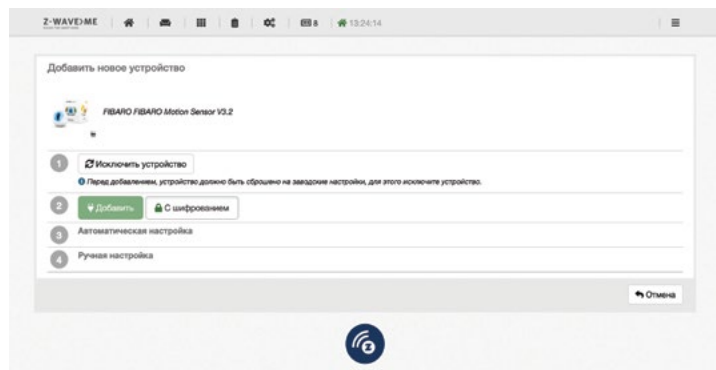 Z-WAVE>ME 8 13:24:14
Добавить новое устройство
FIBARO FIBARO Motion Sensor V3.2
1 Исключить устройство
Перед добавлением, устройство должно быть сброшено на заводские настройки, для этого исключите устройство.
2 Добавить С шифрованием
3 Автоматическая настройка
4 Ручная настройка
Отмена